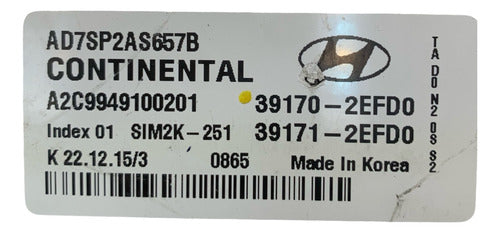 AD7SP2AS657B
CONTINENTAL
A2C9949100201 39170-2EFD0
Index 01 SIM2K-251 39171-2EFD0
K 22.12.15/3 0865 Made In Korea
TA DO N2 0S S2